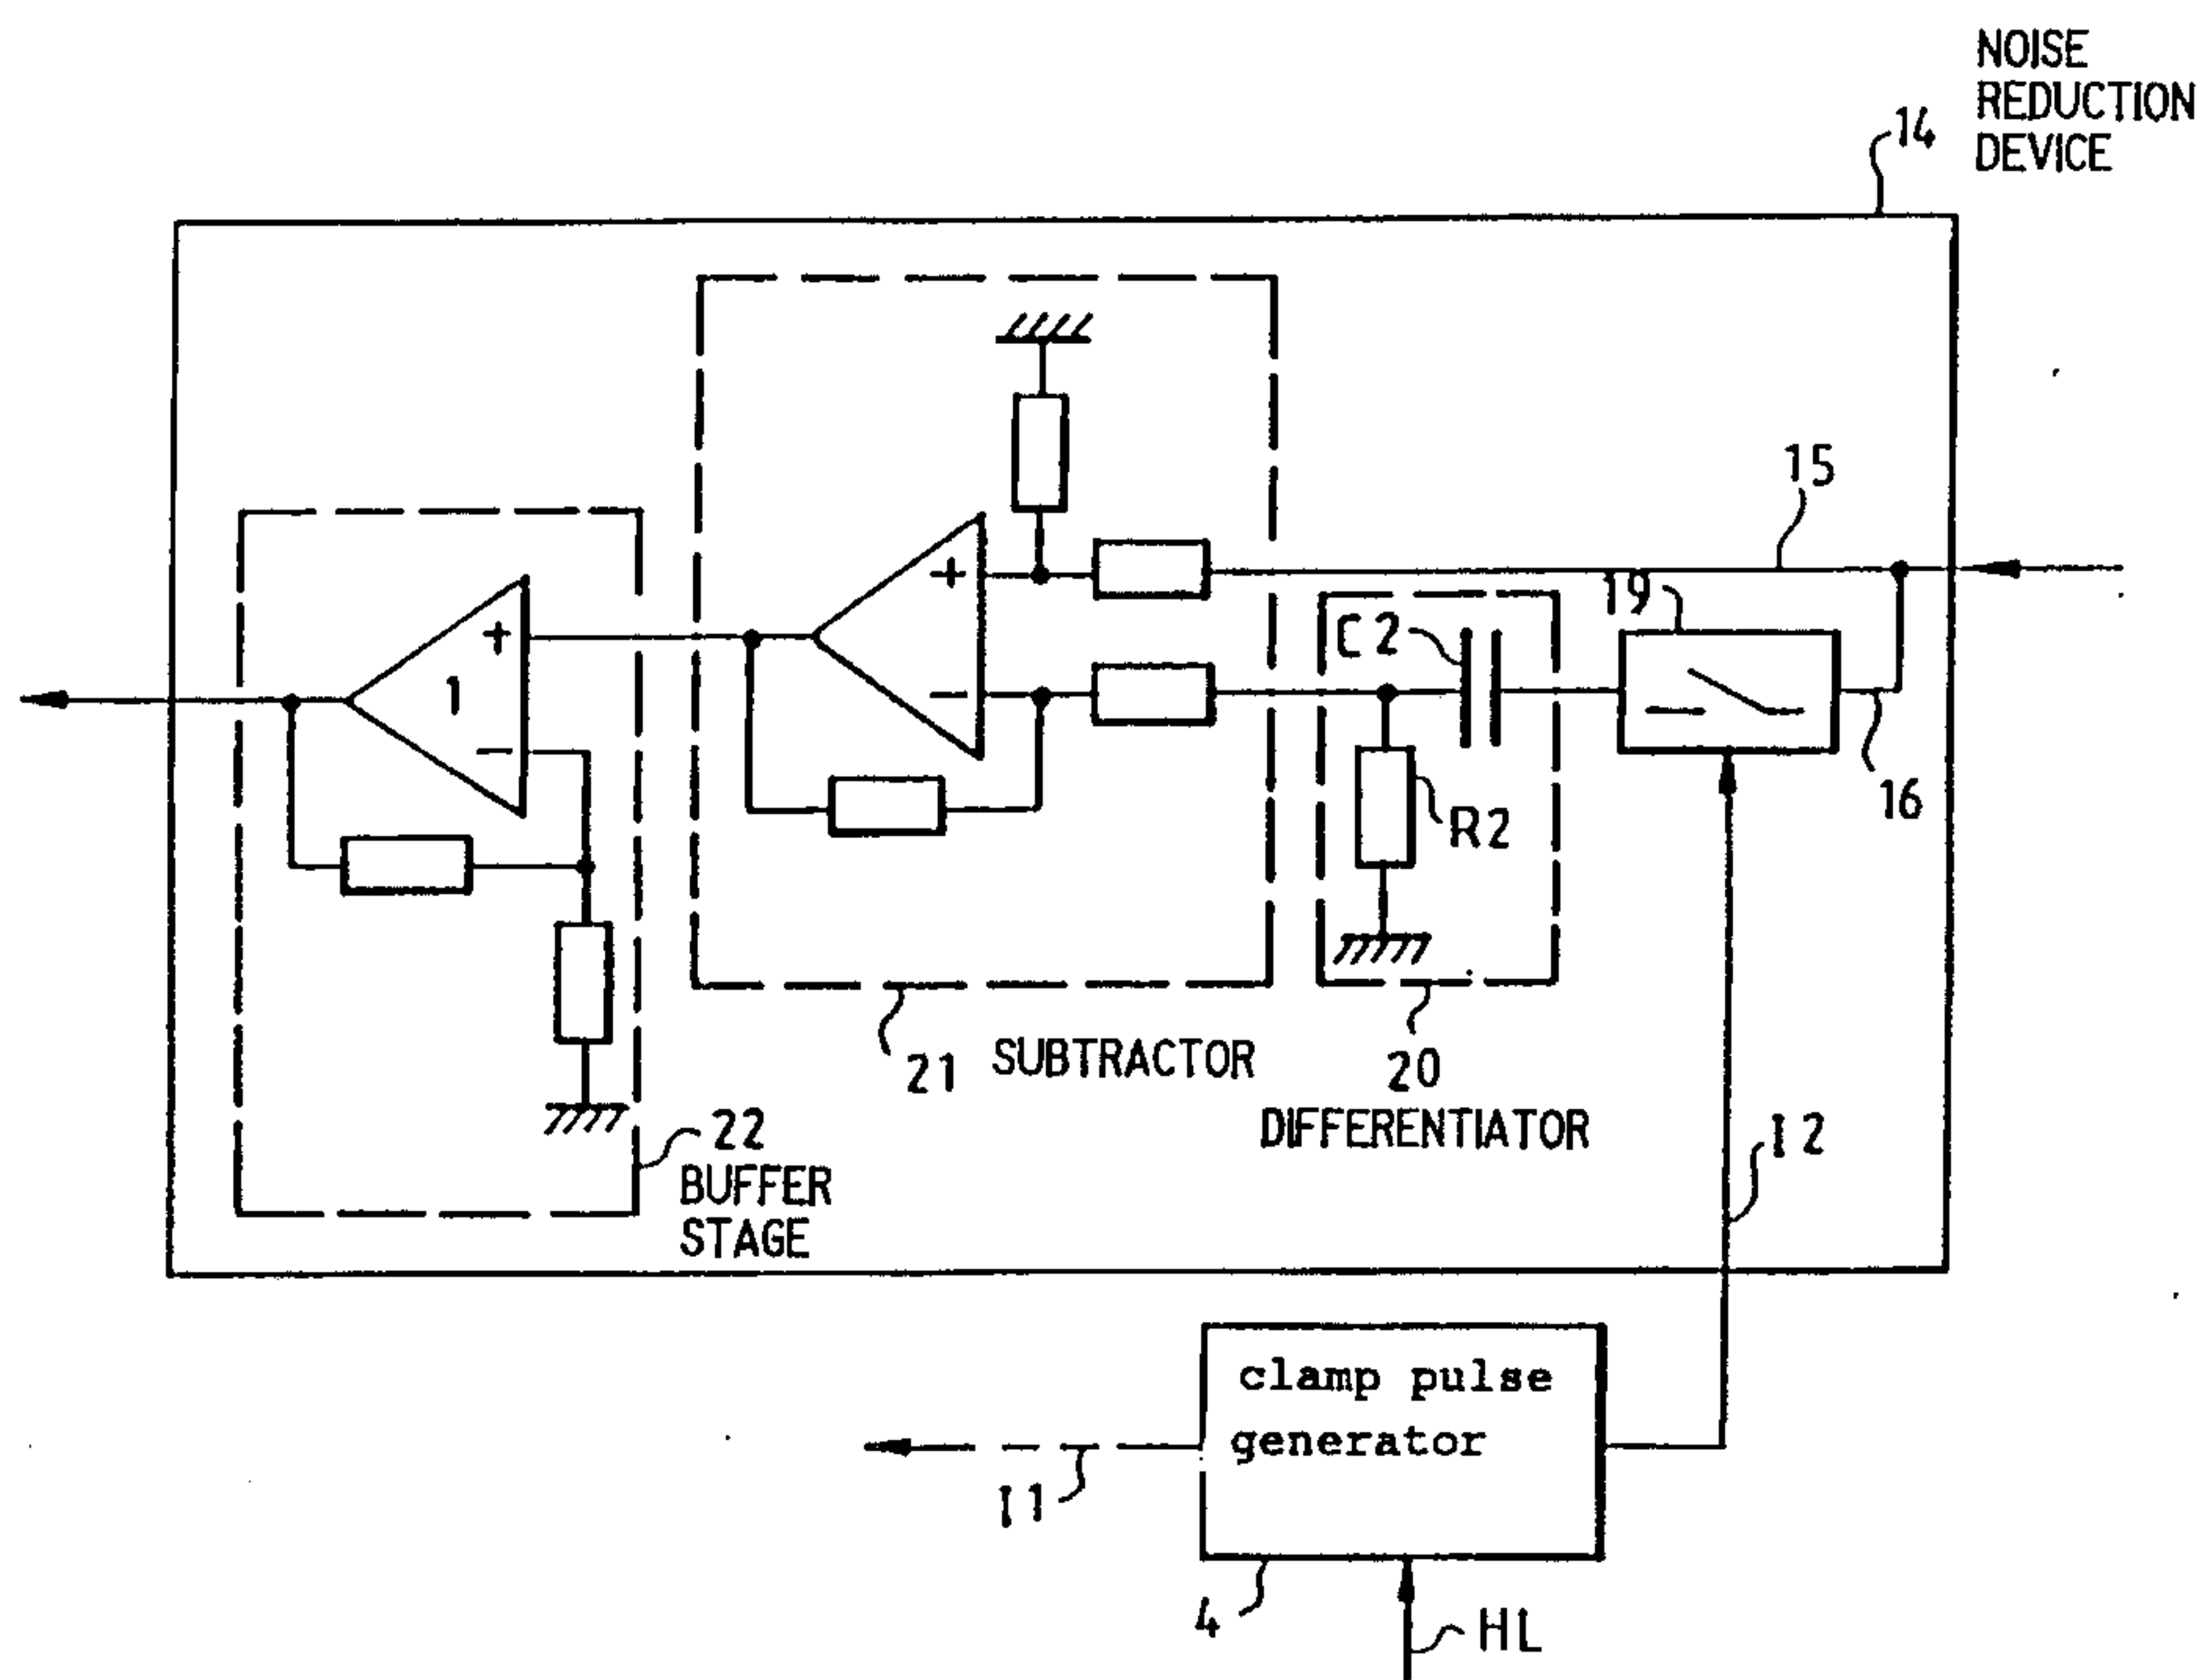 NOISE
REDUCTION
DEVICE
14
15
19
C2
+
+
1
−
−
R2
16
21
SUBTRACTOR
20
DIFFERENTIATOR
22
BUFFER
STAGE
I2
clamp pulse
generator
I1
4
HL